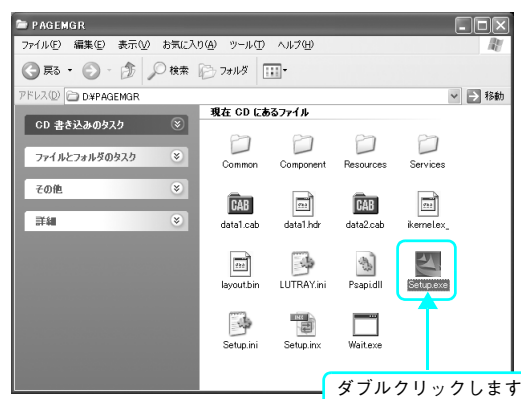 PAGEMGR
ファイル(F) 編集(E) 表示(V) お気に入り(A) ツール(T) ヘルプ(H)
戻る 検索 フォルダ
アドレス(D) D:¥PAGEMGR 移動
現在 CD にあるファイル
CD 書き込みのタスク
ファイルとフォルダのタスク
その他
詳細
Common Component Resources Services
data1.cab data1.hdr data2.cab ikernel.ex_
layout.bin LUTRAY.ini Psapi.dll Setup.exe
Setup.ini Setup.inx Wait.exe
ダブルクリックします